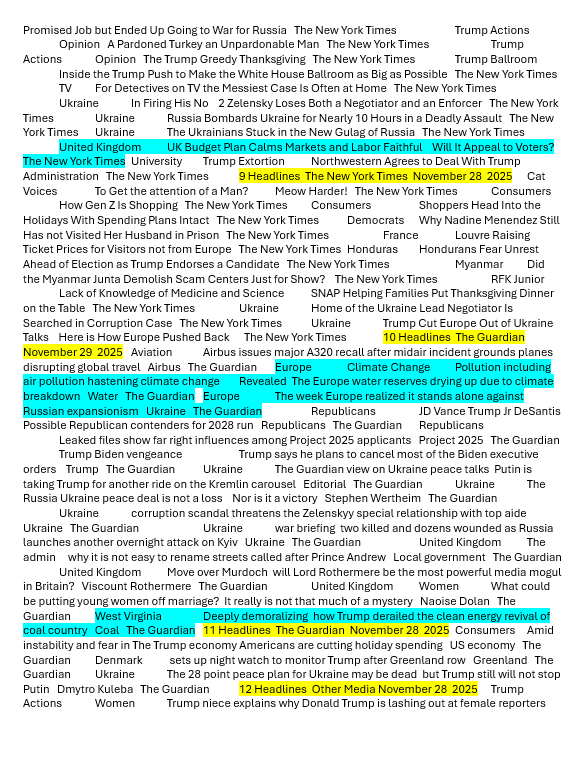 Promised Job but Ended Up Going to War for Russia The New York Times Trump Actions
Opinion A Pardoned Turkey an Unpardonable Man The New York Times Trump
Actions Opinion The Trump Greedy Thanksgiving The New York Times Trump Ballroom
Inside the Trump Push to Make the White House Ballroom as Big as Possible The New York Times
TV For Detectives on TV the Messiest Case Is Often at Home The New York Times
Ukraine In Firing His No 2 Zelensky Loses Both a Negotiator and an Enforcer The New York
Times Ukraine Russia Bombards Ukraine for Nearly 10 Hours in a Deadly Assault The New
York Times Ukraine The Ukrainians Stuck in the New Gulag of Russia The New York Times
United Kingdom UK Budget Plan Calms Markets and Labor Faithful Will It Appeal to Voters?
The New York Times University Trump Extortion Northwestern Agrees to Deal With Trump
Administration The New York Times 9 Headlines The New York Times November 28 2025 Cat
Voices To Get the attention of a Man? Meow Harder! The New York Times Consumers
How Gen Z Is Shopping The New York Times Consumers Shoppers Head Into the
Holidays With Spending Plans Intact The New York Times Democrats Why Nadine Menendez Still
Has not Visited Her Husband in Prison The New York Times France Louvre Raising
Ticket Prices for Visitors not from Europe The New York Times Honduras Hondurans Fear Unrest
Ahead of Election as Trump Endorses a Candidate The New York Times Myanmar Did
the Myanmar Junta Demolish Scam Centers Just for Show? The New York Times RFK Junior
Lack of Knowledge of Medicine and Science SNAP Helping Families Put Thanksgiving Dinner
on the Table The New York Times Ukraine Home of the Ukraine Lead Negotiator Is
Searched in Corruption Case The New York Times Ukraine Trump Cut Europe Out of Ukraine
Talks Here is How Europe Pushed Back The New York Times 10 Headlines The Guardian
November 29 2025 Aviation Airbus issues major A320 recall after midair incident grounds planes
disrupting global travel Airbus The Guardian Europe Climate Change Pollution including
air pollution hastening climate change Revealed The Europe water reserves drying up due to climate
breakdown Water The Guardian Europe The week Europe realized it stands alone against
Russian expansionism Ukraine The Guardian Republicans JD Vance Trump Jr DeSantis
Possible Republican contenders for 2028 run Republicans The Guardian Republicans
Leaked files show far right influences among Project 2025 applicants Project 2025 The Guardian
Trump Biden vengeance Trump says he plans to cancel most of the Biden executive
orders Trump The Guardian Ukraine The Guardian view on Ukraine peace talks Putin is
taking Trump for another ride on the Kremlin carousel Editorial The Guardian Ukraine The
Russia Ukraine peace deal is not a loss Nor is it a victory Stephen Wertheim The Guardian
Ukraine corruption scandal threatens the Zelenskyy special relationship with top aide
Ukraine The Guardian Ukraine war briefing two killed and dozens wounded as Russia
launches another overnight attack on Kyiv Ukraine The Guardian United Kingdom The
admin why it is not easy to rename streets called after Prince Andrew Local government The Guardian
United Kingdom Move over Murdoch will Lord Rothermere be the most powerful media mogul
in Britain? Viscount Rothermere The Guardian United Kingdom Women What could
be putting young women off marriage? It really is not that much of a mystery Naoise Dolan The
Guardian West Virginia Deeply demoralizing how Trump derailed the clean energy revival of
coal country Coal The Guardian 11 Headlines The Guardian November 28 2025 Consumers Amid
instability and fear in The Trump economy Americans are cutting holiday spending US economy The
Guardian Denmark sets up night watch to monitor Trump after Greenland row Greenland The
Guardian Ukraine The 28 point peace plan for Ukraine may be dead but Trump still will not stop
Putin Dmytro Kuleba The Guardian 12 Headlines Other Media November 28 2025 Trump
Actions Women Trump niece explains why Donald Trump is lashing out at female reporters